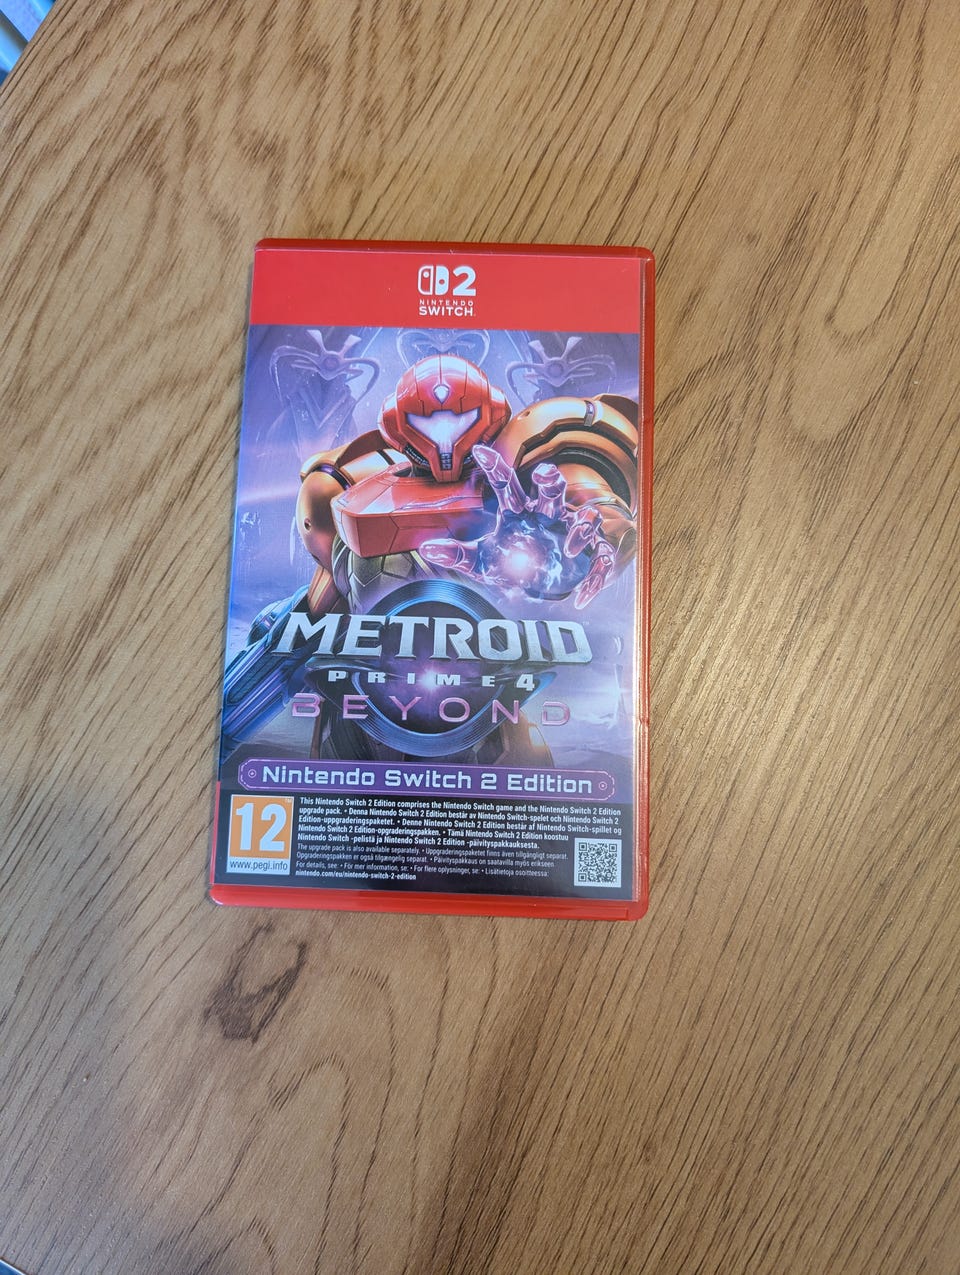 2
NINTENDO
SWITCH
METROID
PRIME 4
BEYOND
Nintendo Switch 2 Edition
12
www.pegi.info
This Nintendo Switch 2 Edition comprises the Nintendo Switch game and the Nintendo Switch 2 Edition
upgrade pack. • Denna Nintendo Switch 2 Edition består av Nintendo Switch-spelet och Nintendo Switch 2
Edition-uppgraderingspaketet. • Denne Nintendo Switch 2 Edition består af Nintendo Switch-spillet og
Nintendo Switch 2 Edition-opgraderingspakken. • Tämä Nintendo Switch 2 Edition koostuu
Nintendo Switch -pelistä ja Nintendo Switch 2 Edition -päivityspakkauksesta.
The upgrade pack is also available separately. • Uppgraderingspaketet finns även tillgängligt separat.
Opgraderingspakken er også tilgængelig separat. • Päivityspakkaus on saatavilla myös erikseen
For details, see: • För mer information, se: • For flere oplysninger, se: • Lisätietoja osoitteessa:
nintendo.com/eu/nintendo-switch-2-edition